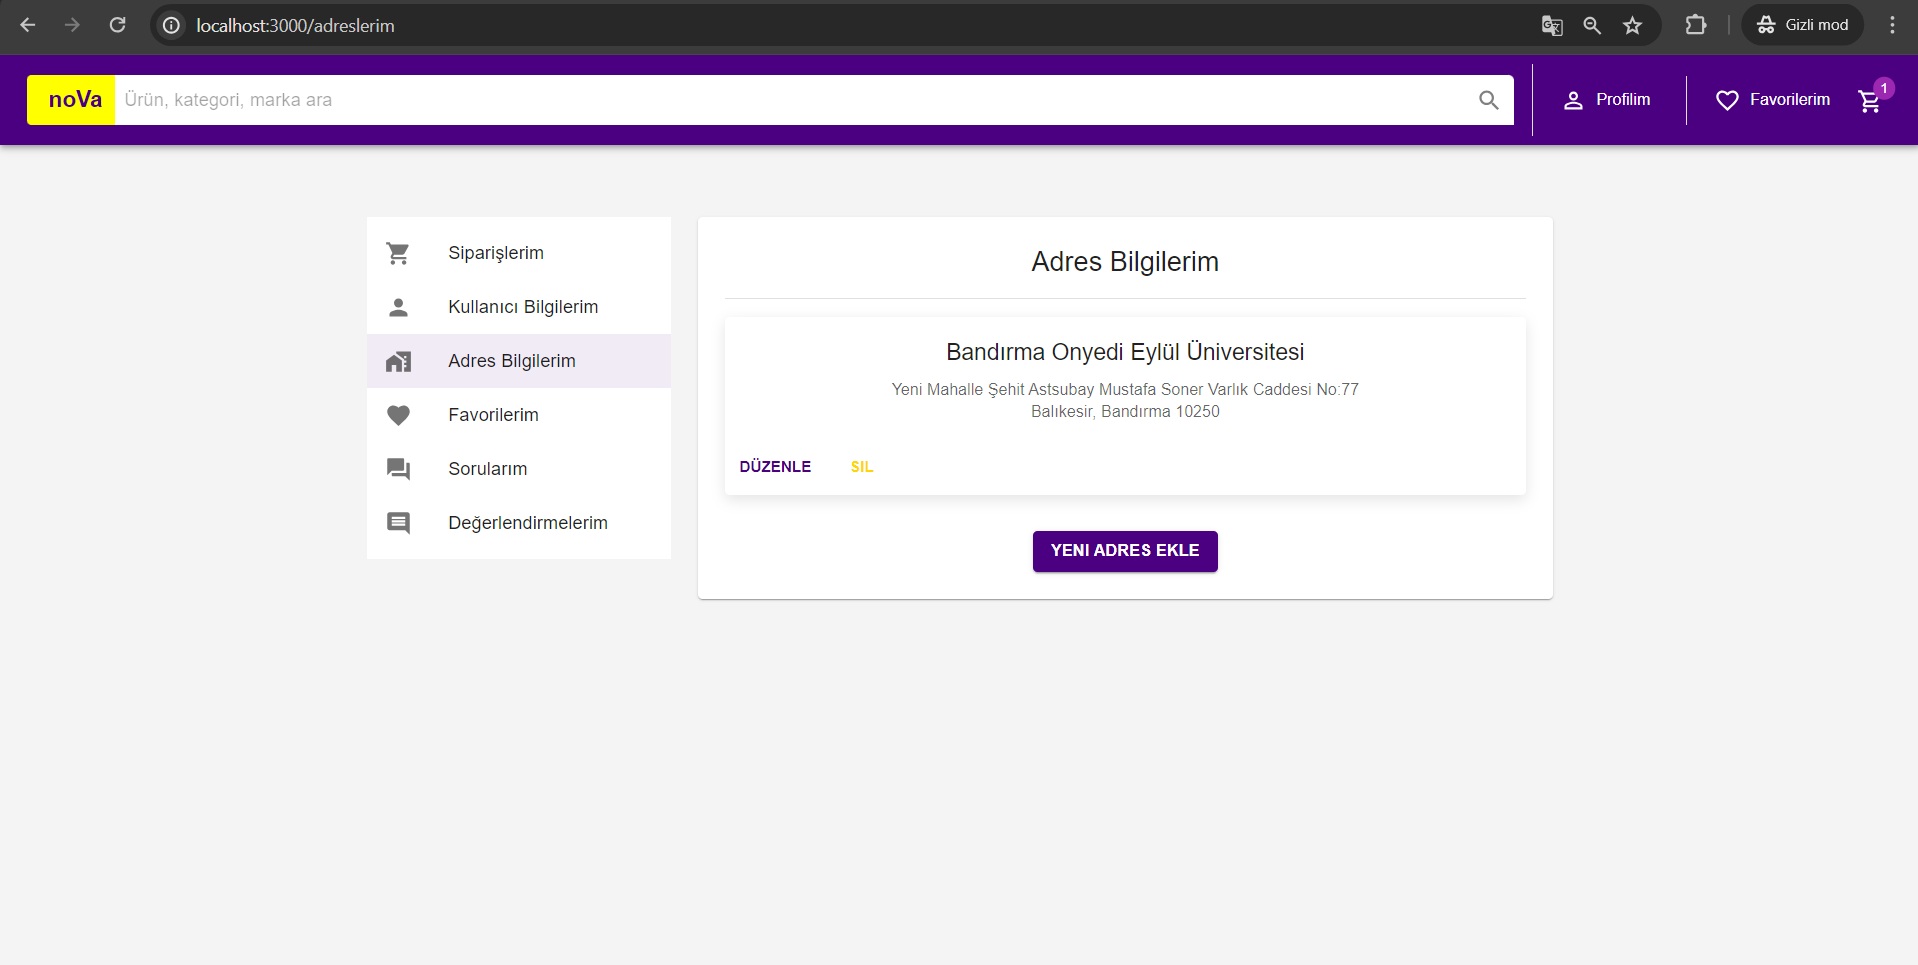 localhost:3000/adreslerim
Gizli mod
noVa
Ürün, kategori, marka ara
Profilim
Favorilerim
1
Siparişlerim
Kullanıcı Bilgilerim
Adres Bilgilerim
Favorilerim
Sorularım
Değerlendirmelerim
Adres Bilgilerim
Bandırma Onyedi Eylül Üniversitesi
Yeni Mahalle Şehit Astsubay Mustafa Soner Varlık Caddesi No:77
Balıkesir, Bandırma 10250
DÜZENLE
SIL
YENI ADRES EKLE